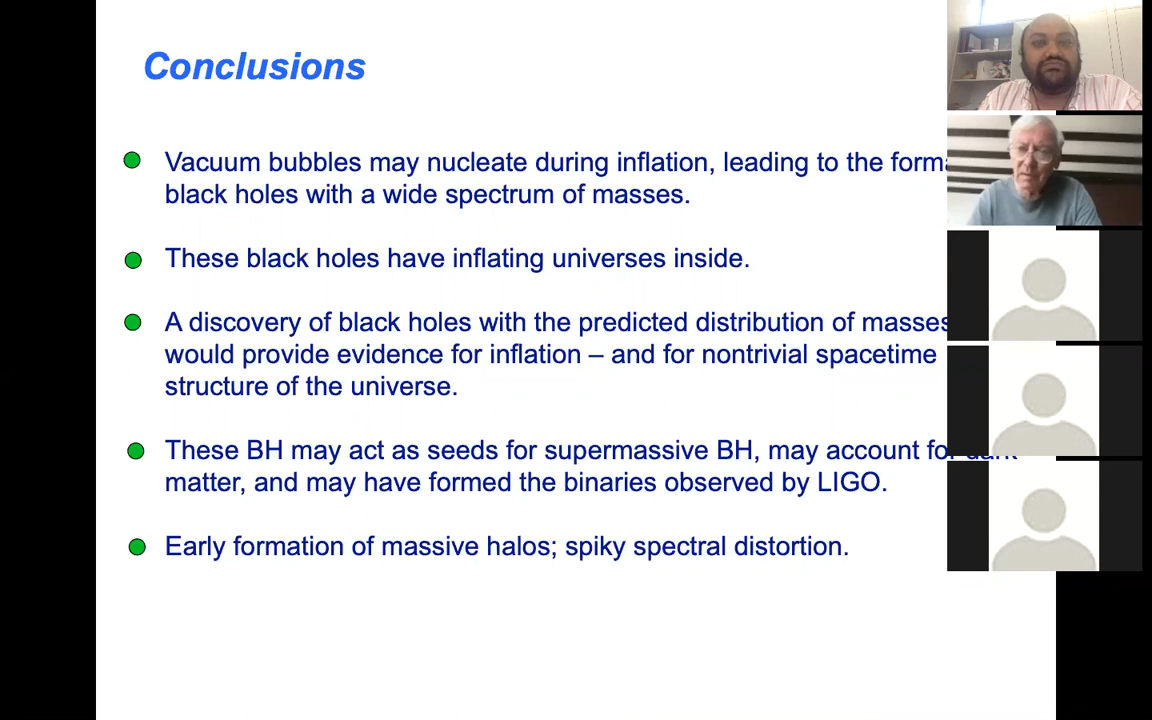 Conclusions
Vacuum bubbles may nucleate during inflation, leading to the
black holes with a wide spectrum of masses.
These black holes have inflating universes inside.
A discovery of black holes with the predicted distribution of masses
would provide evidence for inflation – and for nontrivial spacetime
structure of the universe.
These BH may act as seeds for supermassive BH, may account for dark
matter, and may have formed the binaries observed by LIGO.
Early formation of massive halos; spiky spectral distortion.